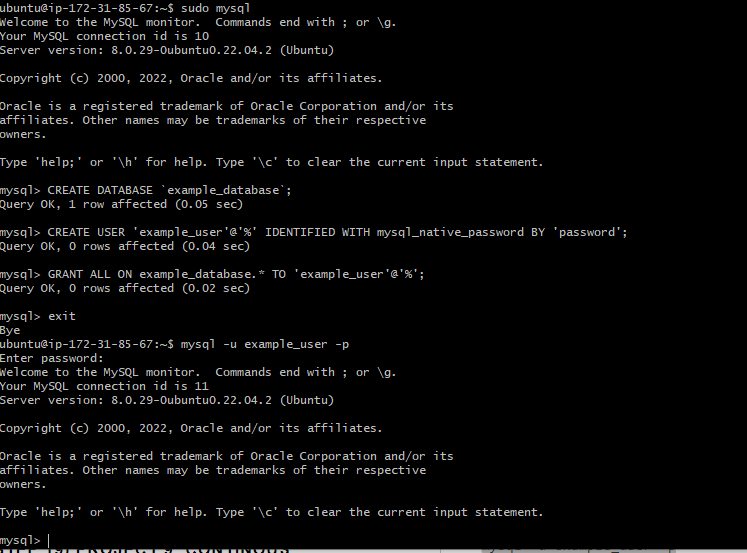 ubuntu@ip-172-31-85-67:~$ sudo mysql
Welcome to the MySQL monitor.  Commands end with ; or \g.
Your MySQL connection id is 10
Server version: 8.0.29-0ubuntu0.22.04.2 (Ubuntu)
Copyright (c) 2000, 2022, Oracle and/or its affiliates.
Oracle is a registered trademark of Oracle Corporation and/or its
affiliates. Other names may be trademarks of their respective
owners.
Type 'help;' or '\h' for help. Type '\c' to clear the current input statement.
mysql> CREATE DATABASE `example_database`;
Query OK, 1 row affected (0.05 sec)
mysql> CREATE USER 'example_user'@'%' IDENTIFIED WITH mysql_native_password BY 'password';
Query OK, 0 rows affected (0.04 sec)
mysql> GRANT ALL ON example_database.* TO 'example_user'@'%';
Query OK, 0 rows affected (0.02 sec)
mysql> exit
Bye
ubuntu@ip-172-31-85-67:~$ mysql -u example_user -p
Enter password:
Welcome to the MySQL monitor.  Commands end with ; or \g.
Your MySQL connection id is 11
Server version: 8.0.29-0ubuntu0.22.04.2 (Ubuntu)
Copyright (c) 2000, 2022, Oracle and/or its affiliates.
Oracle is a registered trademark of Oracle Corporation and/or its
affiliates. Other names may be trademarks of their respective
owners.
Type 'help;' or '\h' for help. Type '\c' to clear the current input statement.
mysql>